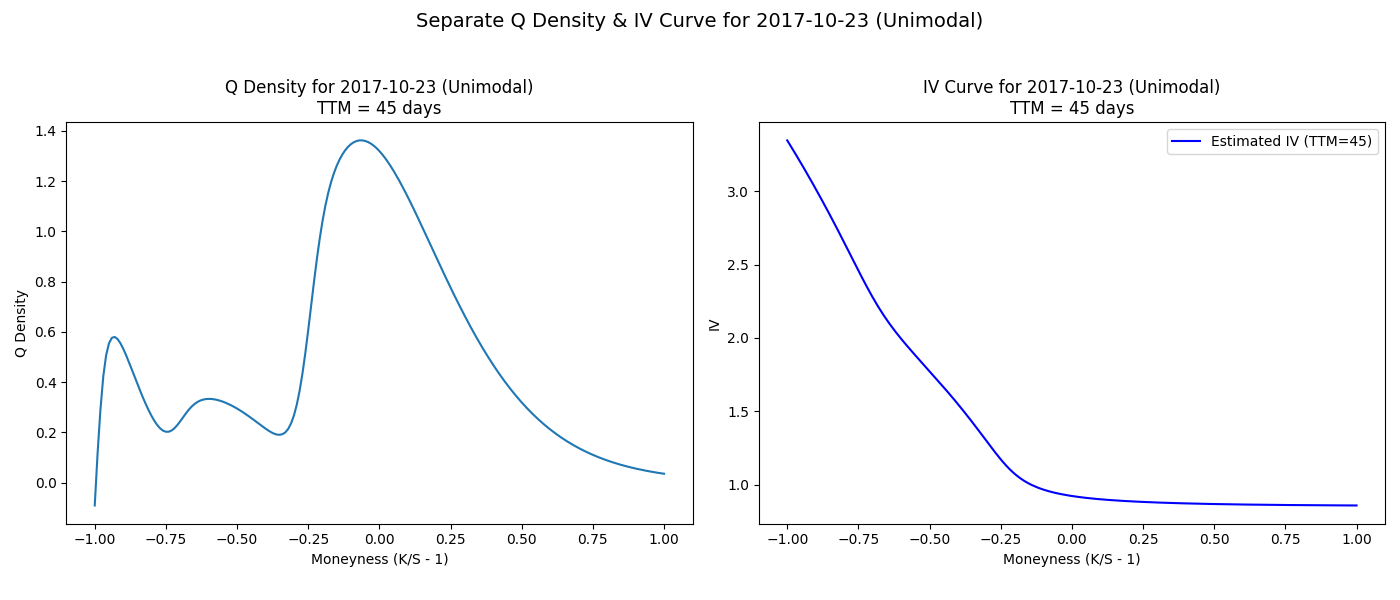 Separate Q Density & IV Curve for 2017-10-23 (Unimodal)
Q Density for 2017-10-23 (Unimodal)
TTM = 45 days
1.4
1.2
1.0
0.8
0.6
0.4
0.2
0.0
Q Density
−1.00 −0.75 −0.50 −0.25 0.00 0.25 0.50 0.75 1.00
Moneyness (K/S - 1)
IV Curve for 2017-10-23 (Unimodal)
TTM = 45 days
Estimated IV (TTM=45)
3.0
2.5
2.0
1.5
1.0
IV
−1.00 −0.75 −0.50 −0.25 0.00 0.25 0.50 0.75 1.00
Moneyness (K/S - 1)